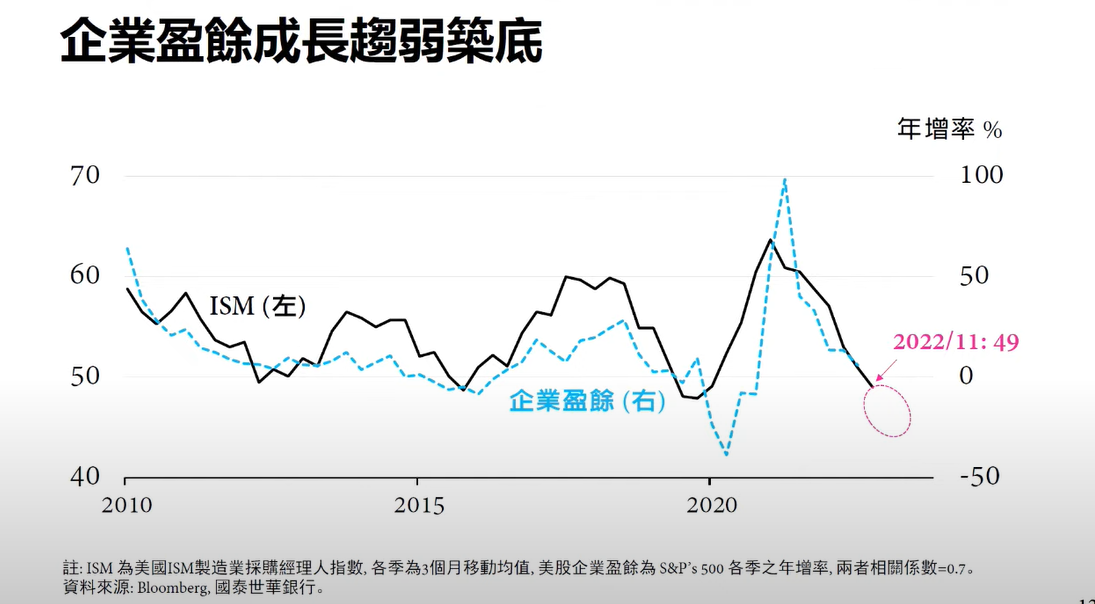 企業盈餘成長趨弱築底
年增率 %
70
100
60
50
ISM (左)
2022/11: 49
50
0
企業盈餘 (右)
40
-50
2010
2015
2020
註: ISM 為美國ISM製造業採購經理人指數, 各季為3個月移動均值, 美股企業盈餘為 S&P's 500 各季之年增率, 兩者相關係數=0.7。
資料來源: Bloomberg, 國泰世華銀行。